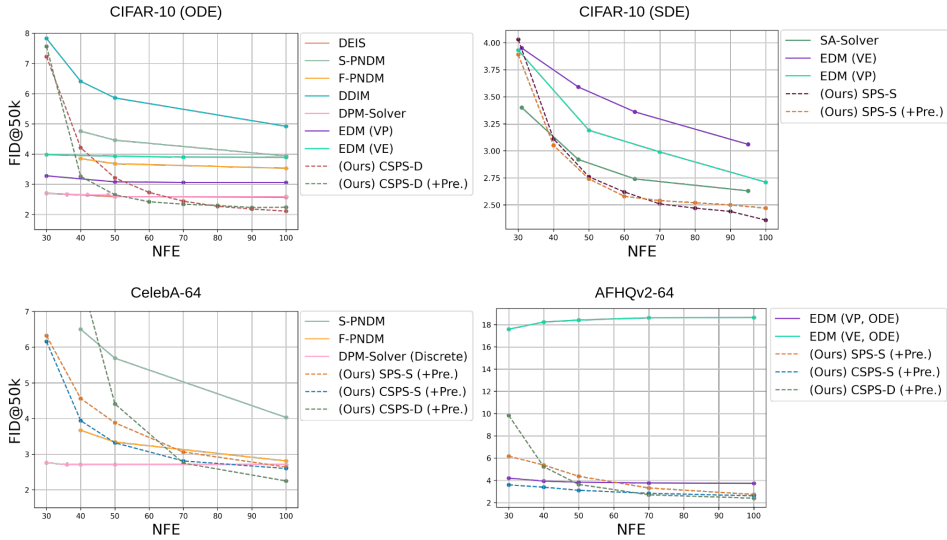 CIFAR-10 (ODE)
FID@50k
8
7
6
5
4
3
2
30 40 50 60 70 80 90 100
NFE
DEIS
S-PNDM
F-PNDM
DDIM
DPM-Solver
EDM (VP)
EDM (VE)
(Ours) CSPS-D
(Ours) CSPS-D (+Pre.)
CIFAR-10 (SDE)
4.00
3.75
3.50
3.25
3.00
2.75
2.50
30 40 50 60 70 80 90 100
NFE
SA-Solver
EDM (VE)
EDM (VP)
(Ours) SPS-S
(Ours) SPS-S (+Pre.)
CelebA-64
FID@50k
7
6
5
4
3
2
30 40 50 60 70 80 90 100
NFE
S-PNDM
F-PNDM
DPM-Solver (Discrete)
(Ours) SPS-S (+Pre.)
(Ours) CSPS-S (+Pre.)
(Ours) CSPS-D (+Pre.)
AFHQv2-64
18
16
14
12
10
8
6
4
2
30 40 50 60 70 80 90 100
NFE
EDM (VP, ODE)
EDM (VE, ODE)
(Ours) SPS-S (+Pre.)
(Ours) CSPS-S (+Pre.)
(Ours) CSPS-D (+Pre.)